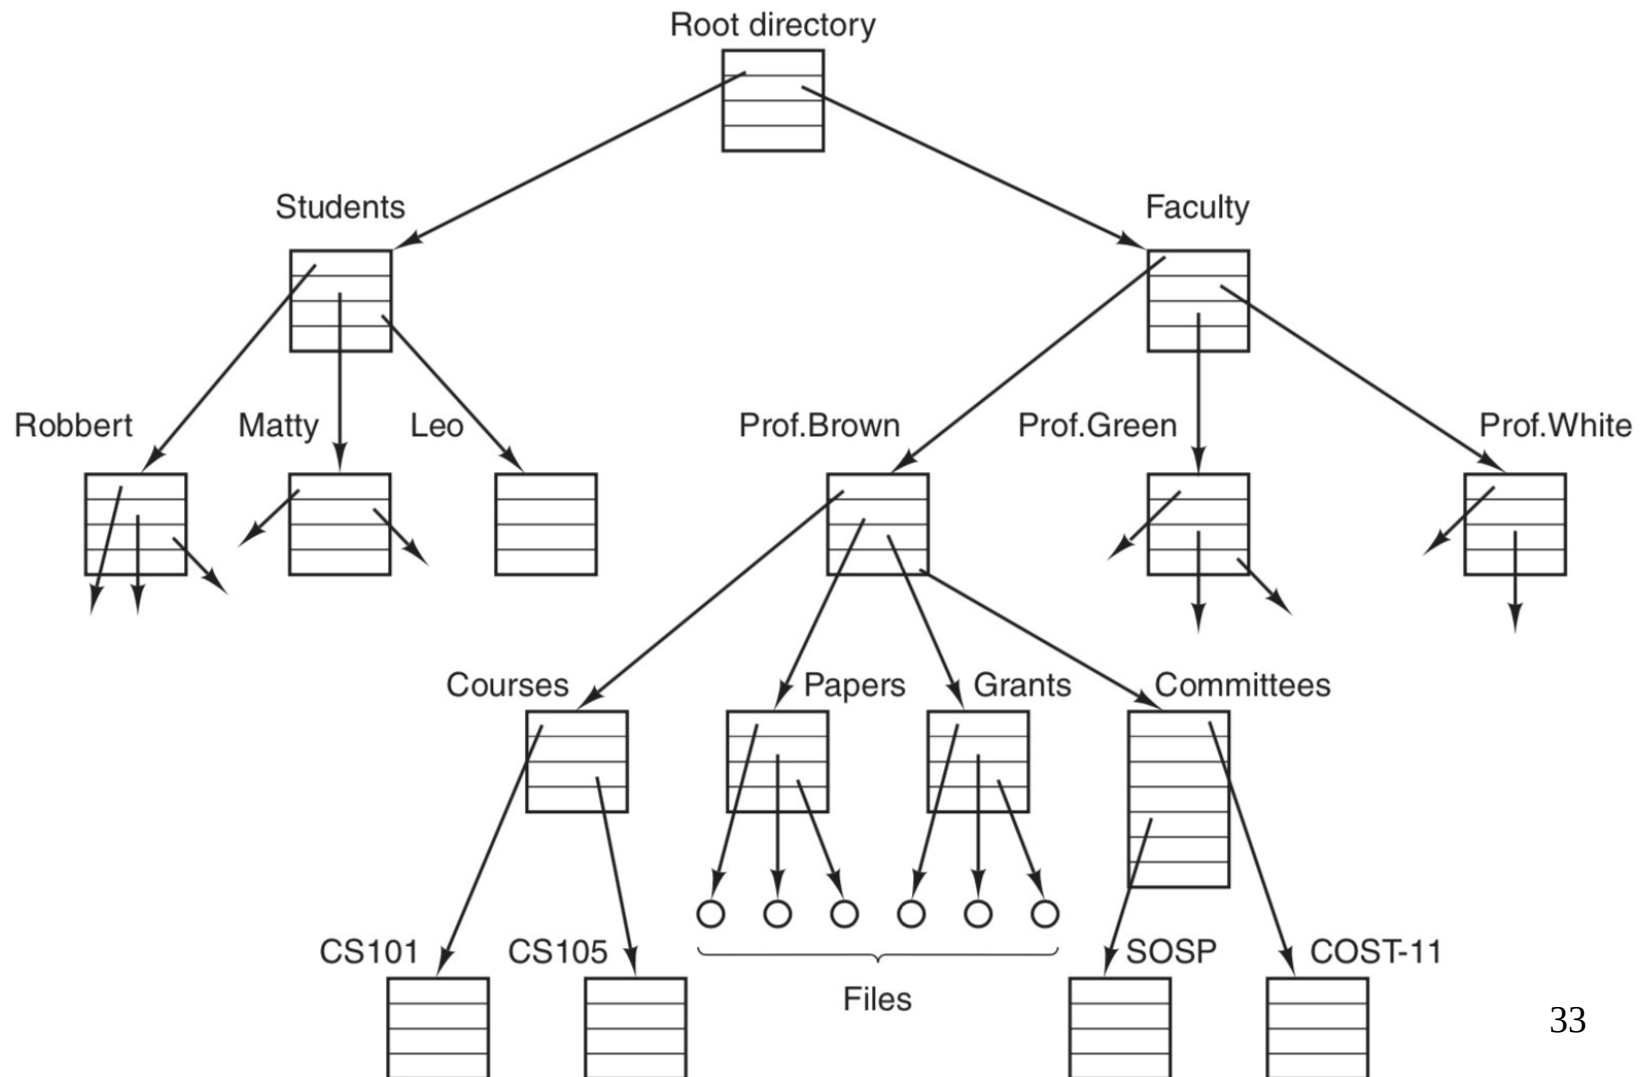 Root directory
Students
Faculty
Robbert
Matty
Leo
Prof.Brown
Prof.Green
Prof.White
Courses
Papers
Grants
Committees
CS101
CS105
SOSP
COST-11
Files
33